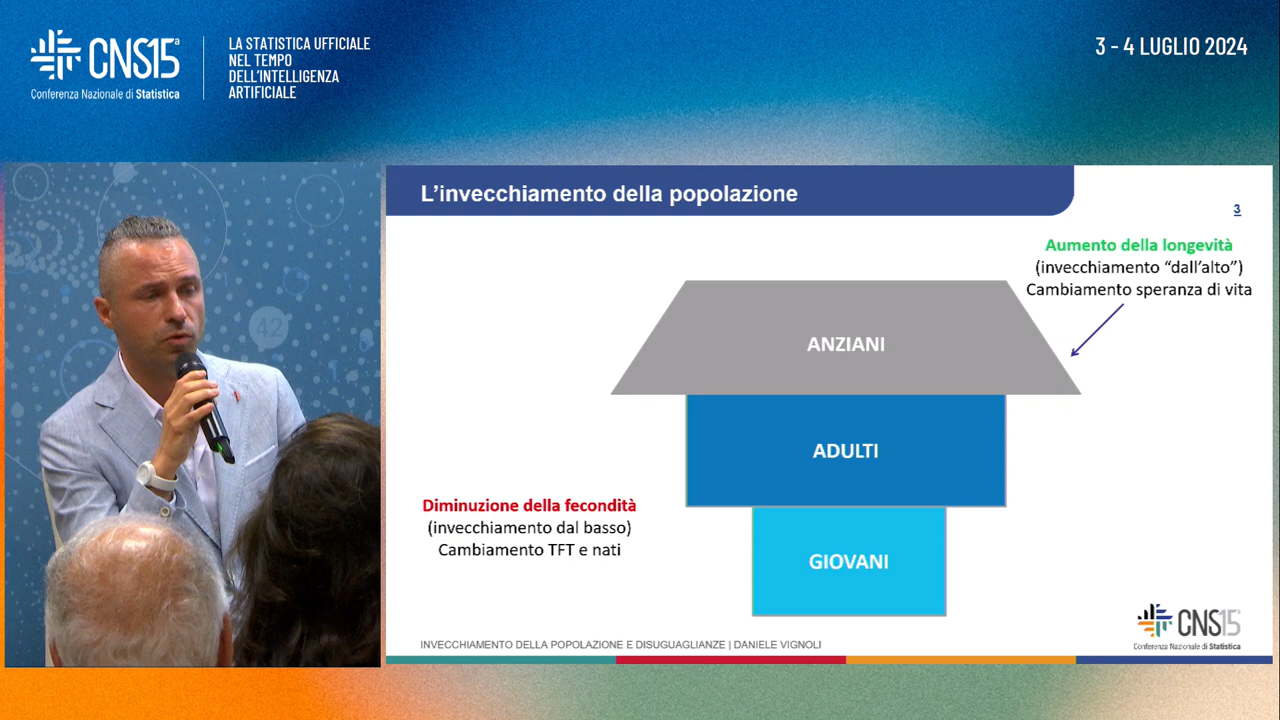 CNS15ª
Conferenza Nazionale di Statistica
LA STATISTICA UFFICIALE
NEL TEMPO
DELL'INTELLIGENZA
ARTIFICIALE
3 - 4 LUGLIO 2024
42
L'invecchiamento della popolazione
3
Aumento della longevità
(invecchiamento "dall'alto")
Cambiamento speranza di vita
ANZIANI
ADULTI
Diminuzione della fecondità
(invecchiamento dal basso)
Cambiamento TFT e nati
GIOVANI
INVECCHIAMENTO DELLA POPOLAZIONE E DISUGUAGLIANZE | DANIELE VIGNOLI
CNS15ª
Conferenza Nazionale di Statistica